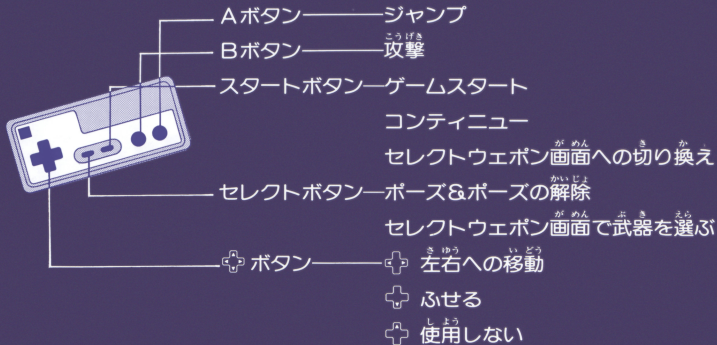 Aボタン ジャンプ
Bボタン 攻撃
スタートボタン ゲームスタート
コンティニュー
セレクトウェポン画面への切り換え
セレクトボタン ポーズ&ポーズの解除
セレクトウェポン画面で武器を選ぶ
ボタン 左右への移動
ふせる
使用しない